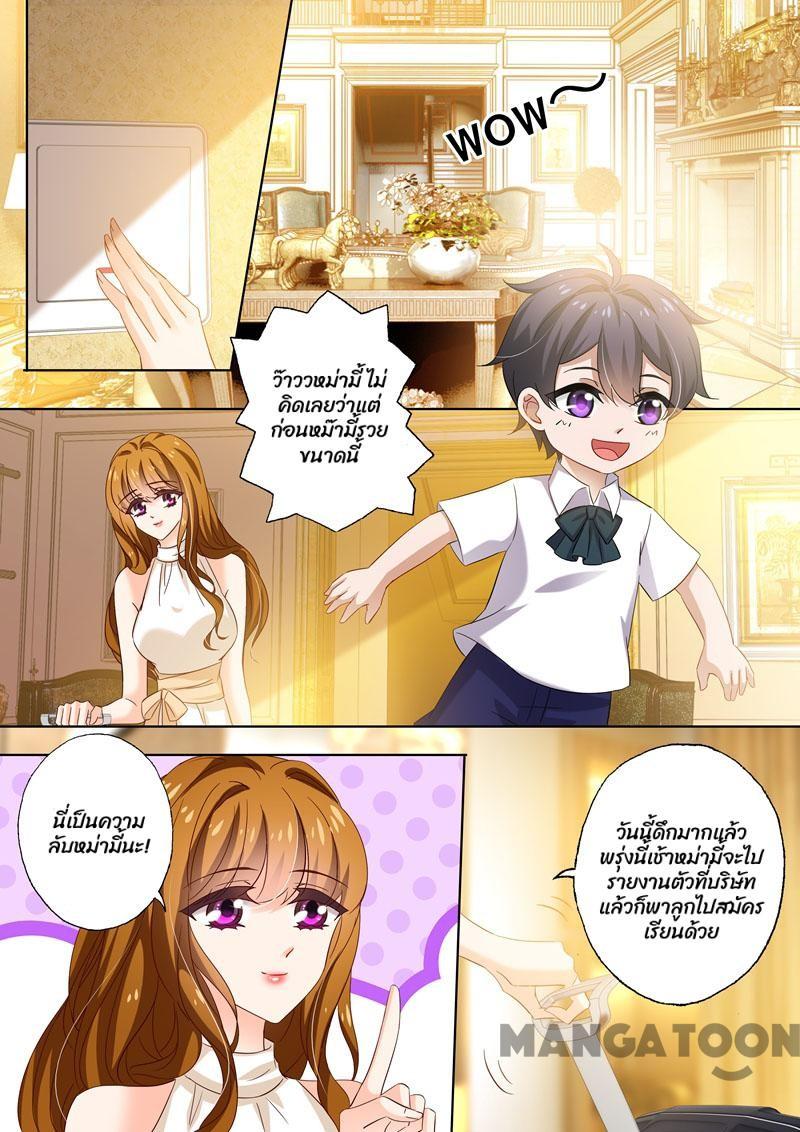 WOW~
ว๊าววหม่ามี้ ไม่
คิดเลยว่าแต่
ก่อนหม๊ามี้รวย
ขนาดนี้
นี่เป็นความ
ลับหม่ามี้นะ!
วันนี้ดึกมากแล้ว
พรุ่งนี้เช้าหม่ามี๊จะไป
รายงานตัวที่บริษัท
แล้วก็พาลูกไปสมัคร
เรียนด้วย
MANGATOON